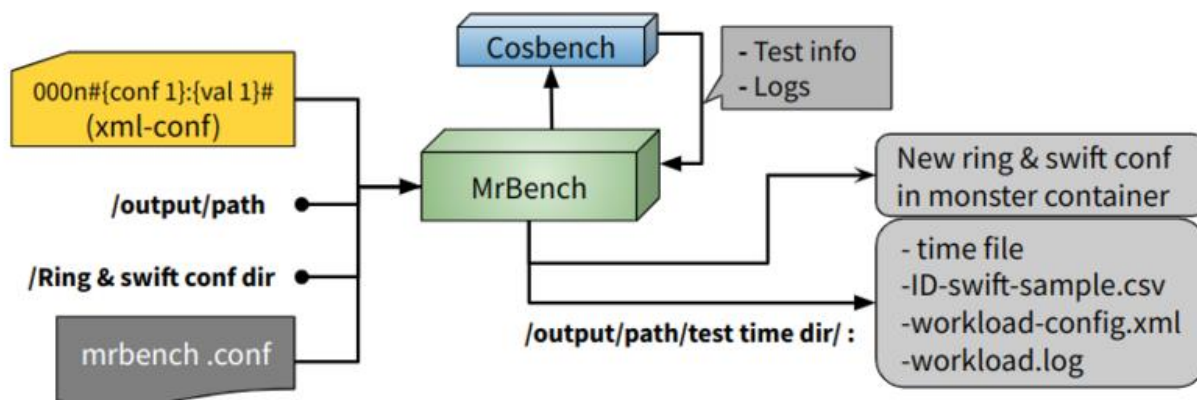 000n#{conf 1}:{val 1}#
(xml-conf)
/output/path
/Ring & swift conf dir
mrbench .conf
Cosbench
MrBench
- Test info
- Logs
New ring & swift conf
in monster container
/output/path/test time dir/ :
- time file
-ID-swift-sample.csv
-workload-config.xml
-workload.log